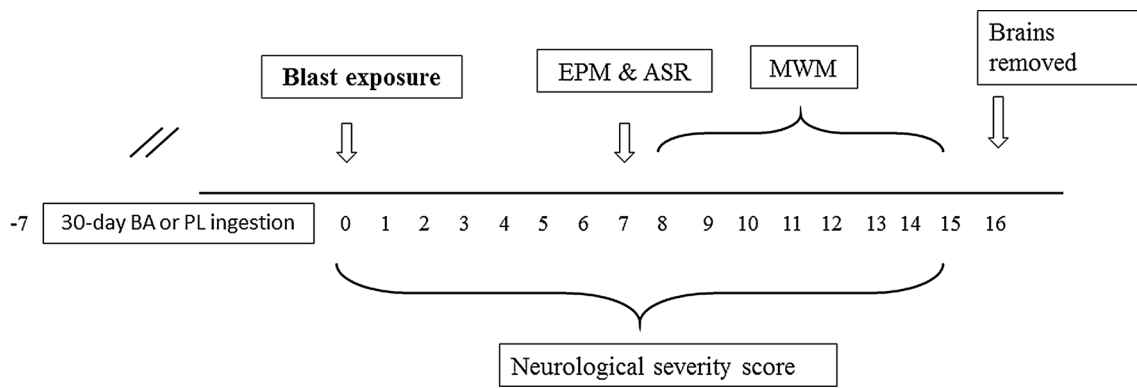 Brains
removed
Blast exposure
EPM & ASR
MWM
-7 30-day BA or PL ingestion 0 1 2 3 4 5 6 7 8 9 10 11 12 13 14 15 16
Neurological severity score